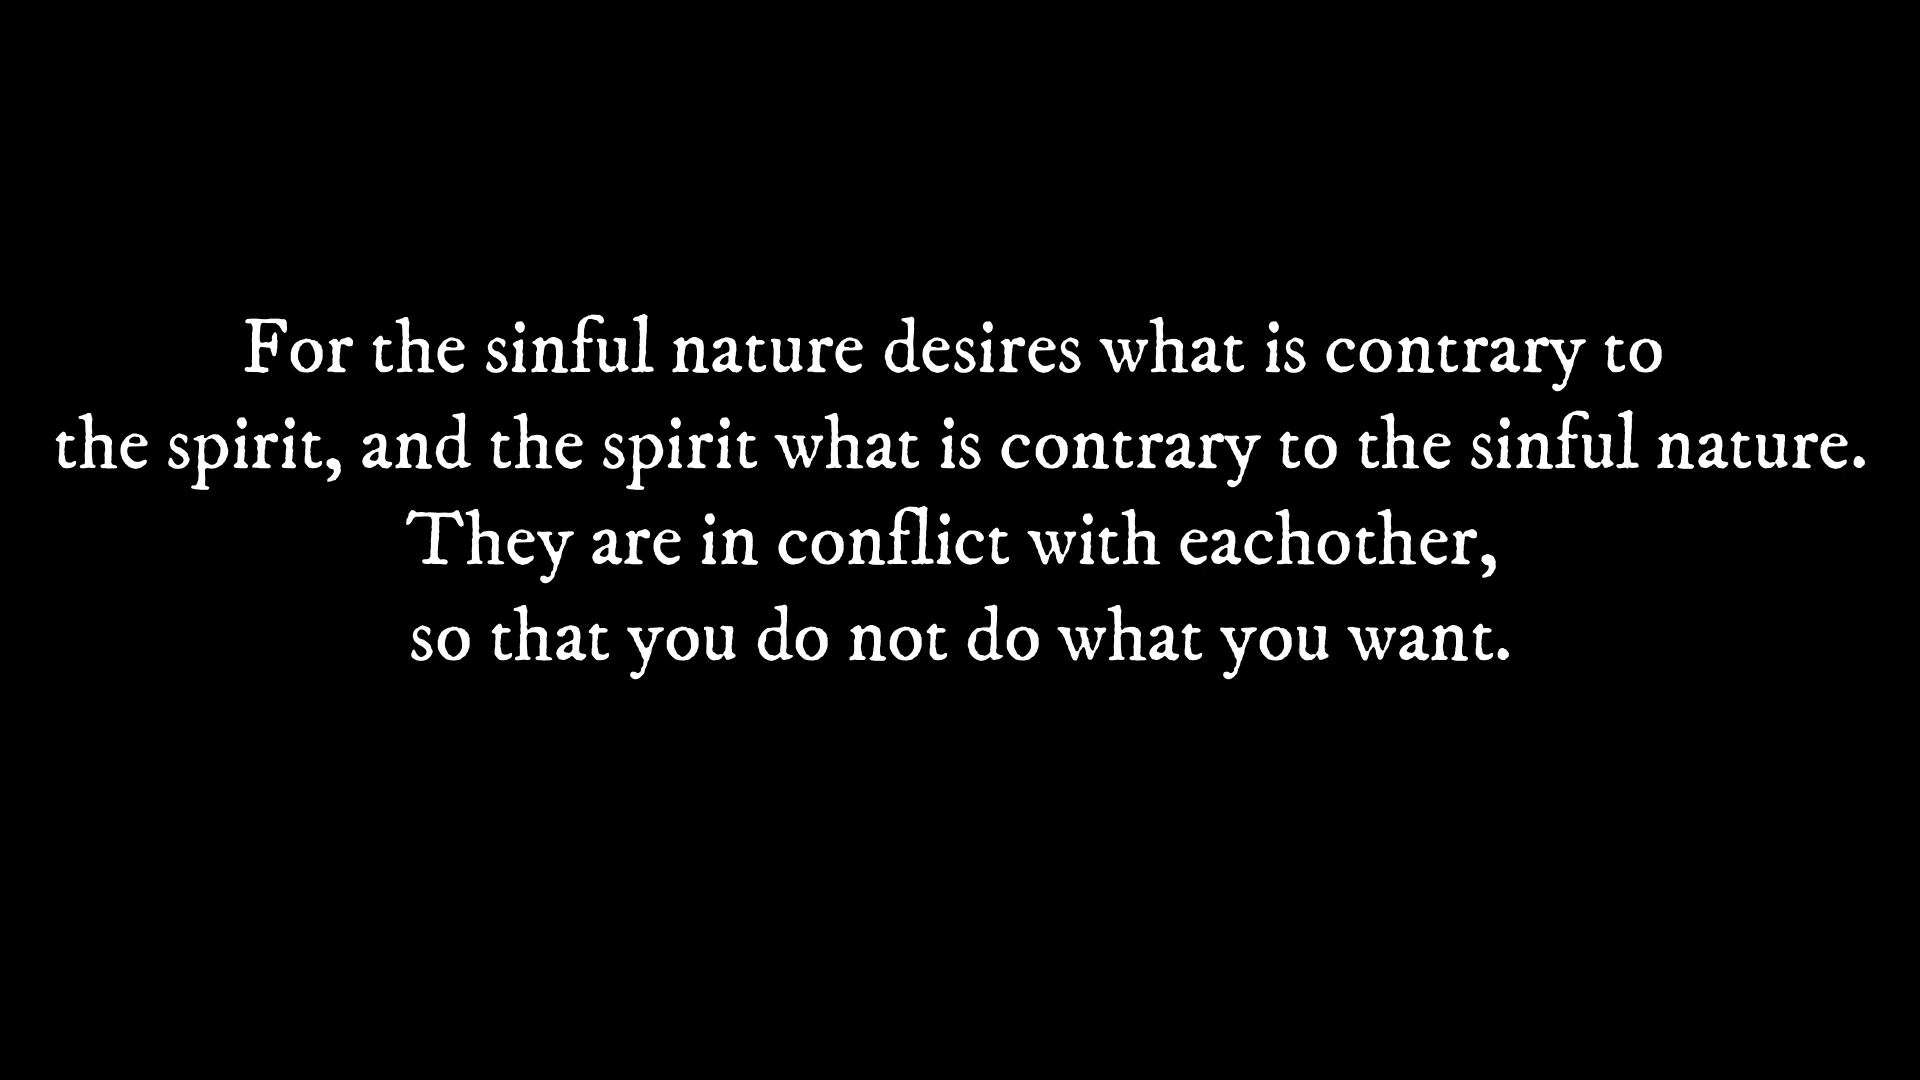 For the sinful nature desires what is contrary to
the spirit, and the spirit what is contrary to the sinful nature.
They are in conflict with eachother,
so that you do not do what you want.